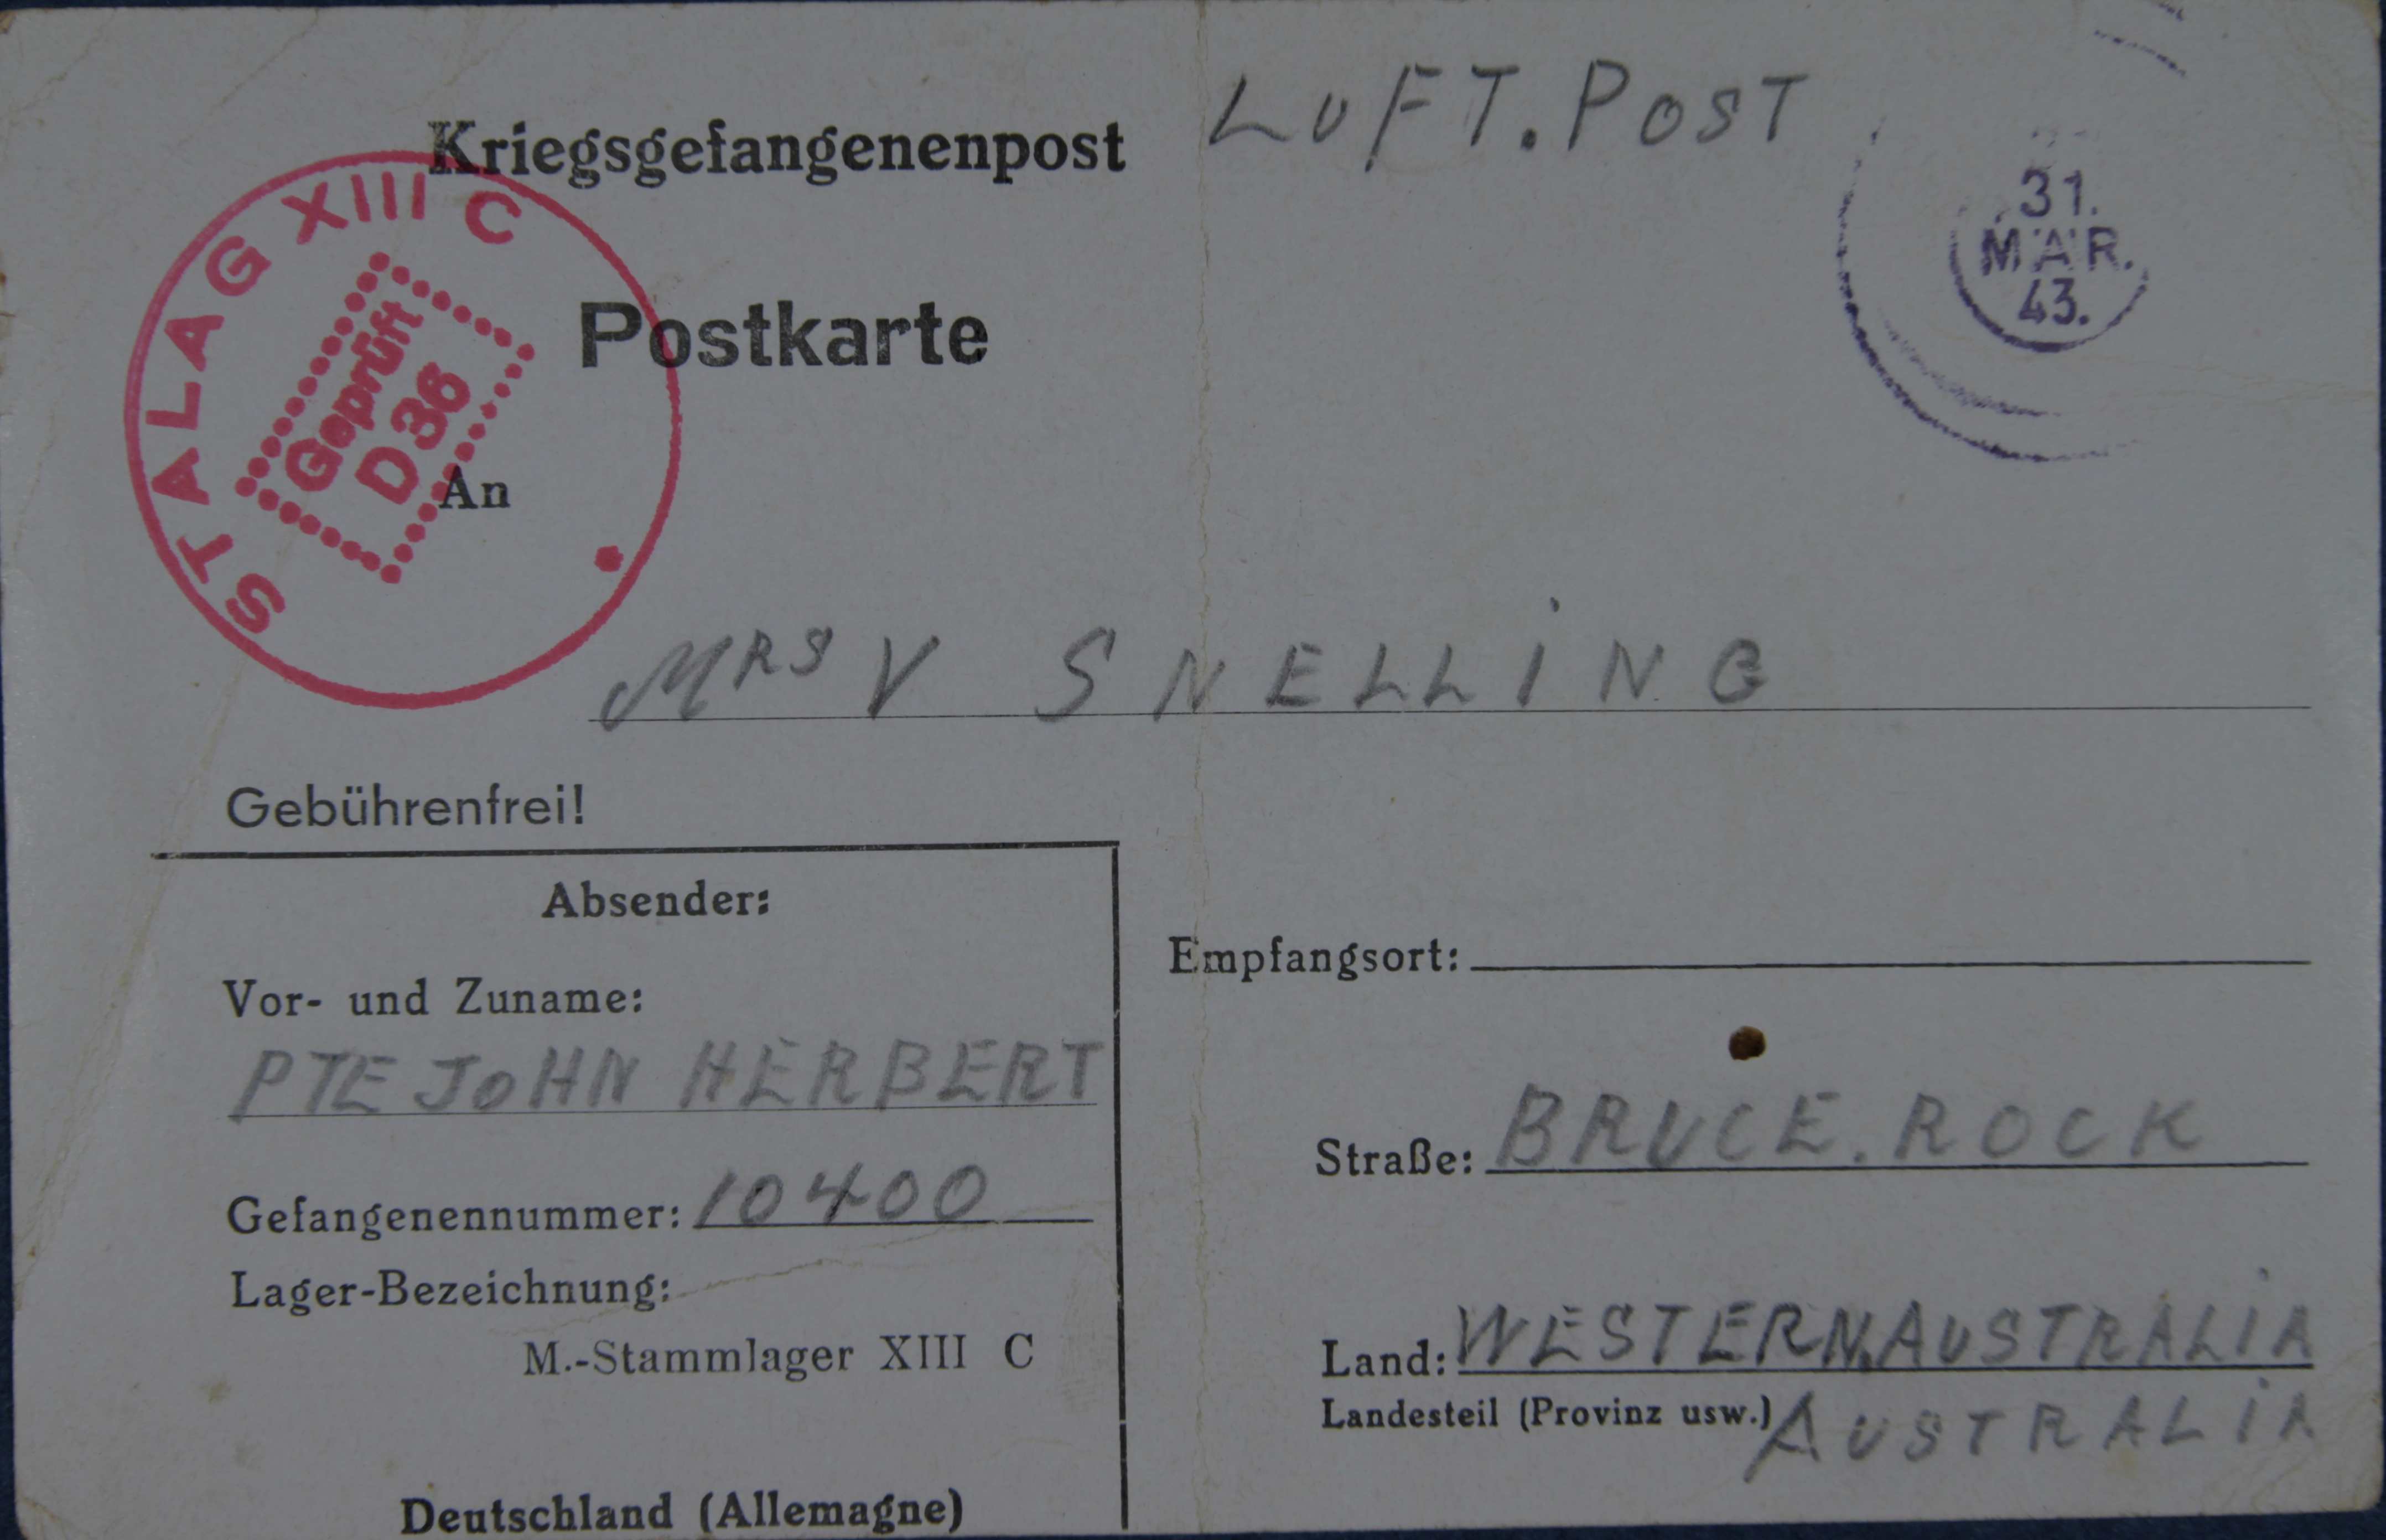 Kriegsgefangenenpost
LUFT.POST
31.
MAR.
43.
STALAG XIII C
Geprüft
D 36
Postkarte
An
MRS V SNELLING
Gebührenfrei!
Absender:
Vor- und Zuname:
PTE JOHN HERBERT
Gefangenennummer: 10400
Lager-Bezeichnung:
M.-Stammlager XIII C
Deutschland (Allemagne)
Empfangsort:
Straße: BRUCE.ROCK
Land: WESTERN.AUSTRALIA
Landesteil (Provinz usw.) AUSTRALIA